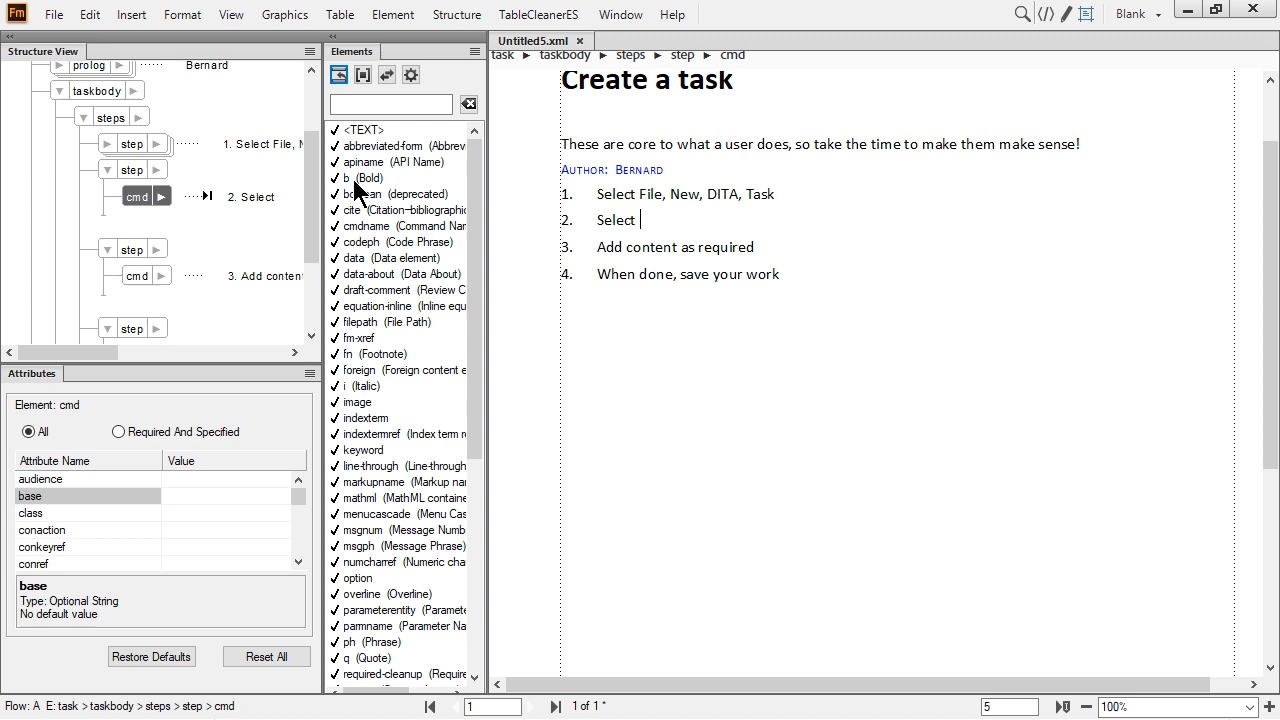 Fm File Edit Insert Format View Graphics Table Element Structure TableCleanerES Window Help Blank
Structure View
prolog Bernard
taskbody
steps
step 1. Select File, N
step
cmd 2. Select
step
cmd 3. Add conten
step
Attributes
Element: cmd
All Required And Specified
Attribute Name Value
audience
base
class
conaction
conkeyref
conref
base
Type: Optional String
No default value
Restore Defaults Reset All
Elements
<TEXT>
abbreviated-form (Abbrev
apiname (API Name)
b (Bold)
boolean (deprecated)
cite (Citation-bibliographic
cmdname (Command Nam
codeph (Code Phrase)
data (Data element)
data-about (Data About)
draft-comment (Review C
equation-inline (Inline equ
filepath (File Path)
fm-xref
fn (Footnote)
foreign (Foreign content e
i (Italic)
image
indexterm
indextermref (Index term re
keyword
line-through (Line-through
markupname (Markup nam
mathml (MathML containe
menucascade (Menu Cas
msgnum (Message Numb
msgph (Message Phrase)
numcharref (Numeric cha
option
overline (Overline)
parameterentity (Paramete
parmname (Parameter Na
ph (Phrase)
q (Quote)
required-cleanup (Require
Untitled5.xml
task taskbody steps step cmd
Create a task
These are core to what a user does, so take the time to make them make sense!
Author: Bernard
1. Select File, New, DITA, Task
2. Select
3. Add content as required
4. When done, save your work
Flow: A E: task > taskbody > steps > step > cmd 1 1 of 1 * 5 100%